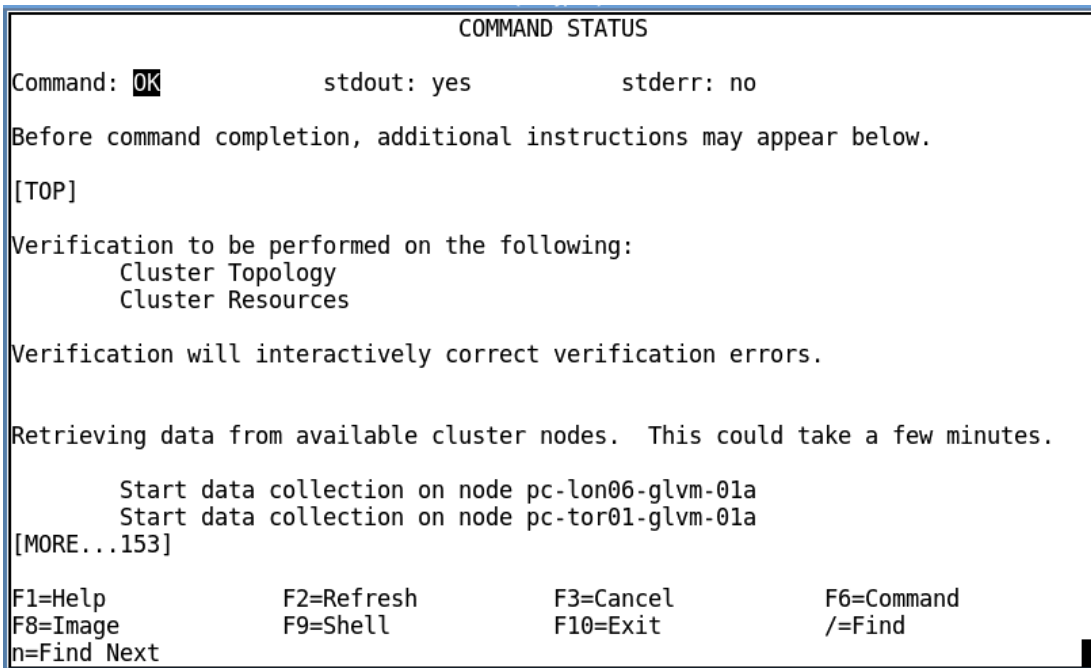 COMMAND STATUS
Command: OK stdout: yes stderr: no
Before command completion, additional instructions may appear below.
[TOP]
Verification to be performed on the following:
Cluster Topology
Cluster Resources
Verification will interactively correct verification errors.
Retrieving data from available cluster nodes.  This could take a few minutes.
Start data collection on node pc-lon06-glvm-01a
Start data collection on node pc-tor01-glvm-01a
[MORE...153]
F1=Help F2=Refresh F3=Cancel F6=Command
F8=Image F9=Shell F10=Exit /=Find
n=Find Next